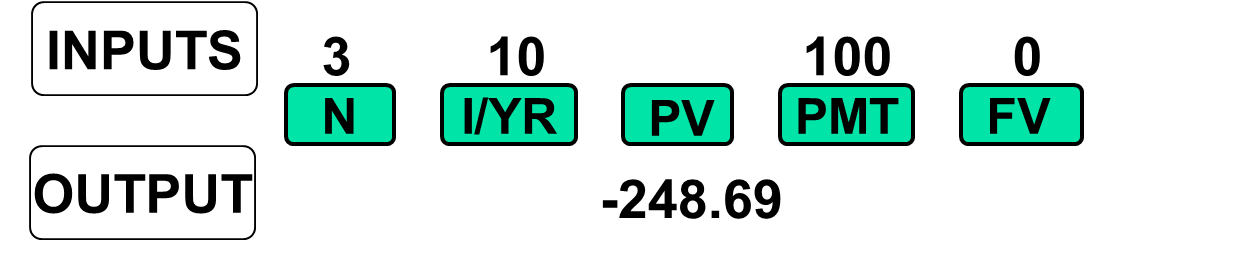 INPUTS 3 10 100 0
N I/YR PV PMT FV
OUTPUT -248.69